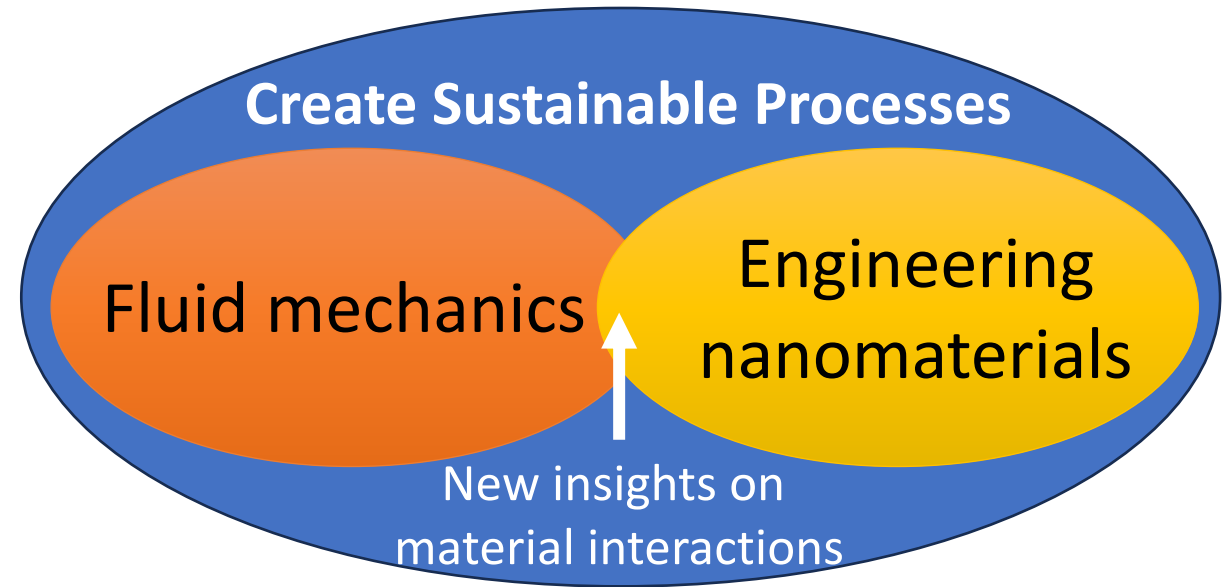 Create Sustainable Processes
Fluid mechanics
Engineering
nanomaterials
New insights on
material interactions